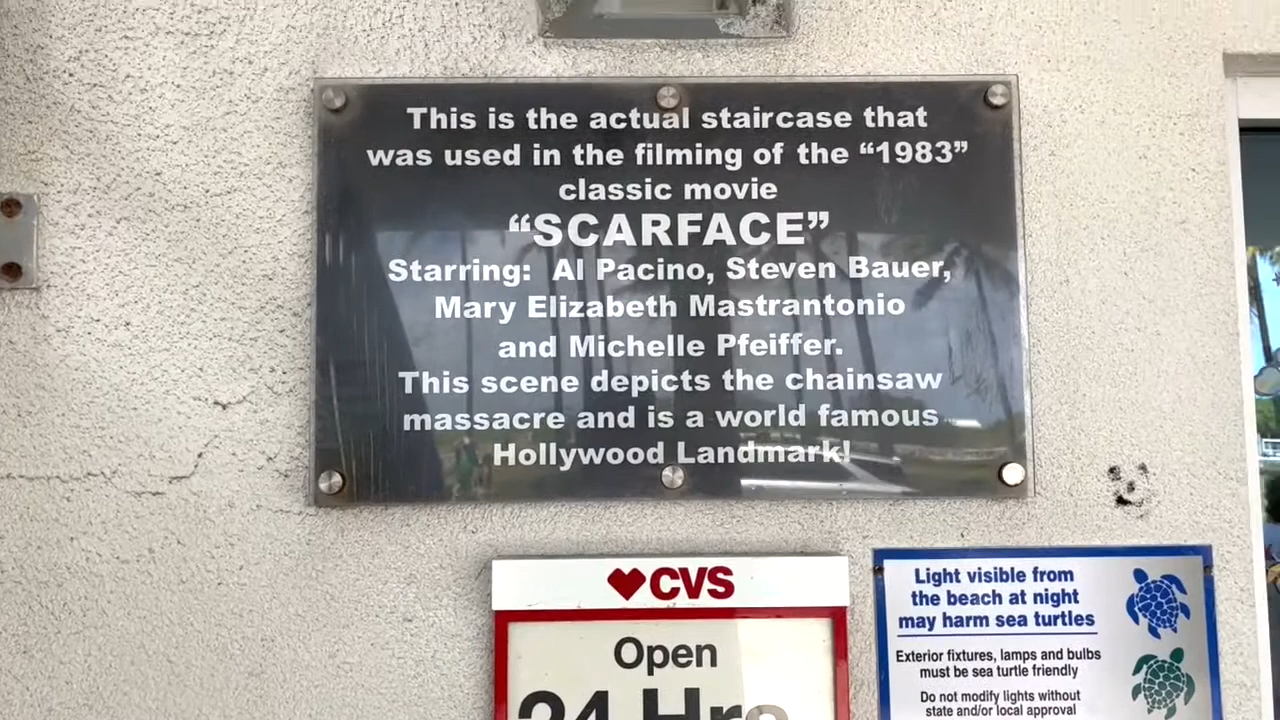 This is the actual staircase that
was used in the filming of the “1983”
classic movie
“SCARFACE”
Starring: Al Pacino, Steven Bauer,
Mary Elizabeth Mastrantonio
and Michelle Pfeiffer.
This scene depicts the chainsaw
massacre and is a world famous
Hollywood Landmark!
CVS
Open
24 Hrs
Light visible from
the beach at night
may harm sea turtles
Exterior fixtures, lamps and bulbs
must be sea turtle friendly
Do not modify lights without
state and/or local approval